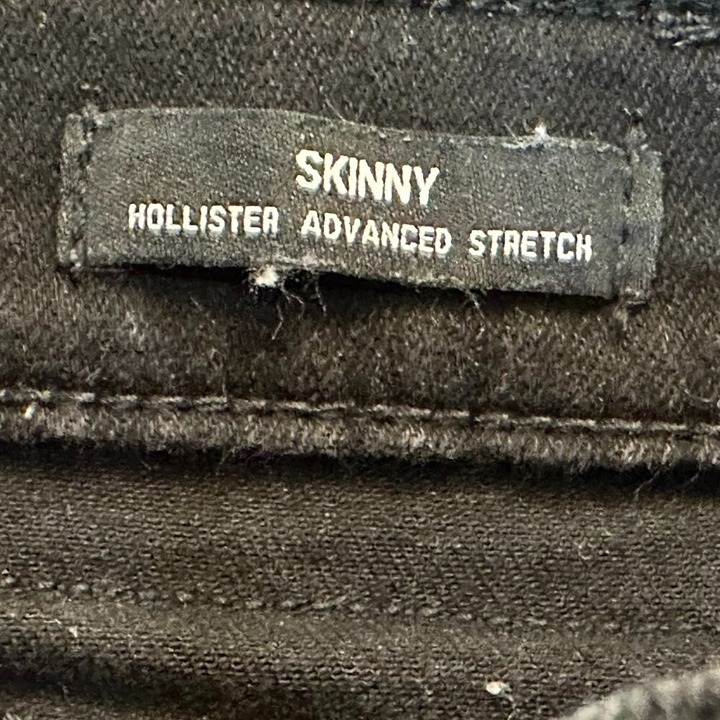 SKINNY
HOLLISTER ADVANCED STRETCH